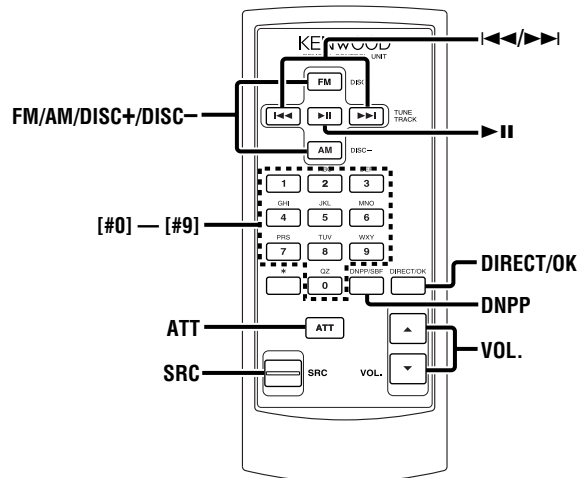 KENWOOD
UNIT
|◄◄/►►|
FM
DISC
FM/AM/DISC+/DISC–
|◄◄ ►II ►►|
TUNE
TRACK
►II
AM
DISC–
1 2 3
GHI JKL MNO
4 5 6
[#0] — [#9]
PRS TUV WXY
7 8 9
DIRECT/OK
✳ QZ DNPP/SBF DIRECT/OK
0
DNPP
ATT
ATT
▲
VOL.
SRC
SRC
VOL.
▼